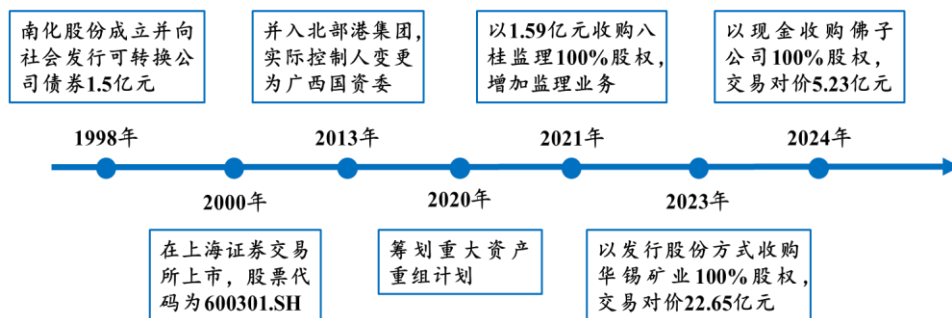 南化股份成立并向
社会发行可转换公
司债券1.5亿元
1998年
2000年
在上海证券交易
所上市，股票代
码为600301.SH
并入北部港集团，
实际控制人变更
为广西国资委
2013年
2020年
筹划重大资产
重组计划
以1.59亿元收购八
桂监理100%股权，
增加监理业务
2021年
2023年
以发行股份方式收购
华锡矿业100%股权，
交易对价22.65亿元
以现金收购佛子
公司100%股权，
交易对价5.23亿元
2024年